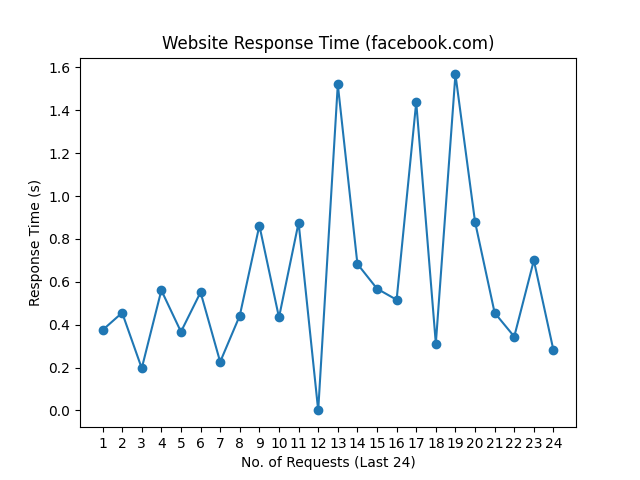 Website Response Time (facebook.com)
1.6
1.4
1.2
1.0
0.8
0.6
0.4
0.2
0.0
Response Time (s)
1 2 3 4 5 6 7 8 9 10 11 12 13 14 15 16 17 18 19 20 21 22 23 24
No. of Requests (Last 24)